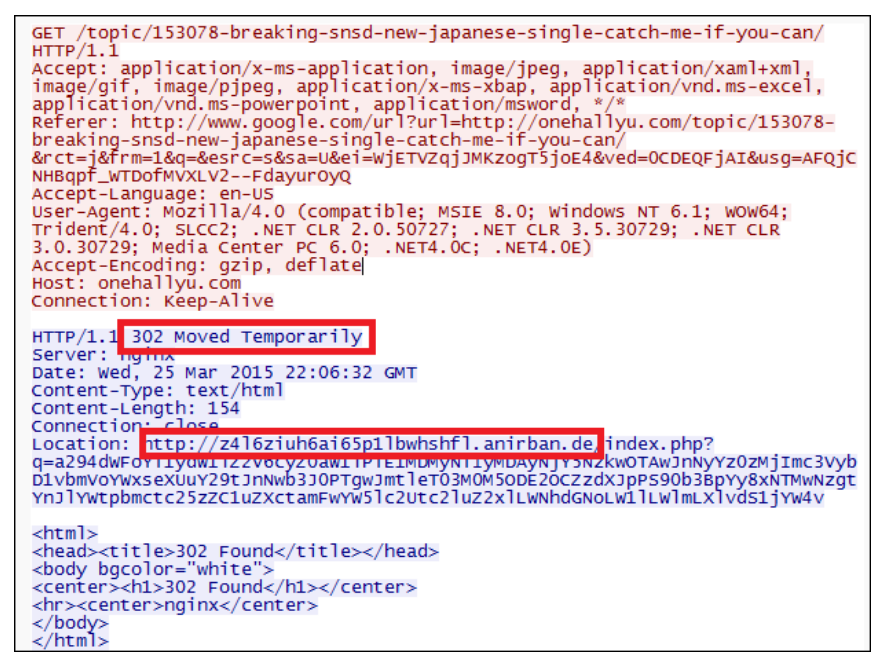 GET /topic/153078-breaking-snsd-new-japanese-single-catch-me-if-you-can/
HTTP/1.1
Accept: application/x-ms-application, image/jpeg, application/xaml+xml,
image/gif, image/pjpeg, application/x-ms-xbap, application/vnd.ms-excel,
application/vnd.ms-powerpoint, application/msword, */*
Referer: http://www.google.com/url?url=http://onehallyu.com/topic/153078-
breaking-snsd-new-japanese-single-catch-me-if-you-can/
&rct=j&frm=1&q=&esrc=s&sa=U&ei=WjETVZqjJMKzogT5joE4&ved=0CDEQFjAI&usg=AFQjC
NHBqpf_WTDofMVXLV2--FdayurOyQ
Accept-Language: en-US
User-Agent: Mozilla/4.0 (compatible; MSIE 8.0; Windows NT 6.1; WOW64;
Trident/4.0; SLCC2; .NET CLR 2.0.50727; .NET CLR 3.5.30729; .NET CLR
3.0.30729; Media Center PC 6.0; .NET4.0C; .NET4.0E)
Accept-Encoding: gzip, deflate
Host: onehallyu.com
Connection: Keep-Alive
HTTP/1.1 302 Moved Temporarily
Server: nginx
Date: Wed, 25 Mar 2015 22:06:32 GMT
Content-Type: text/html
Content-Length: 154
Connection: close
Location: http://z4l6ziuh6ai65p1lbwhshfl.anirban.de/index.php?
D1vbmVoYWxseXUuY29tJnNwb3J0PTgwJmtleT03M0M5ODE2OCZzdXJpPS90b3BpYy8xNTMwNzgt
YnJlYWtpbmctc25zZC1uZXctamFwYW5lc2Utc2luZ2xlLWNhdGNoLW1lLWlmLXlvdS1jYW4v
<html>
<head><title>302 Found</title></head>
<body bgcolor="white">
<center><h1>302 Found</h1></center>
<hr><center>nginx</center>
</body>
</html>